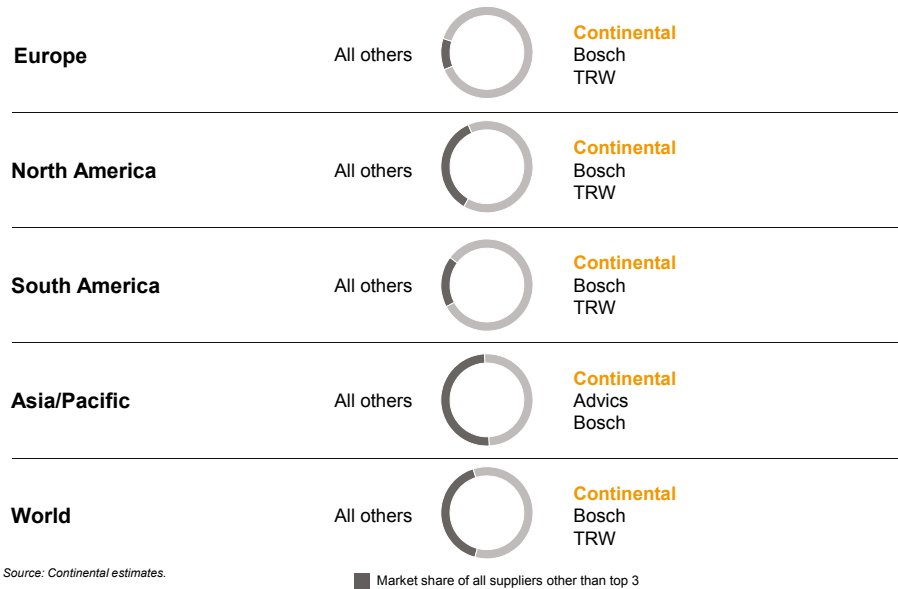 Europe
All others
Continental
Bosch
TRW
North America
All others
Continental
Bosch
TRW
South America
All others
Continental
Bosch
TRW
Asia/Pacific
All others
Continental
Advics
Bosch
World
All others
Continental
Bosch
TRW
Source: Continental estimates.
Market share of all suppliers other than top 3